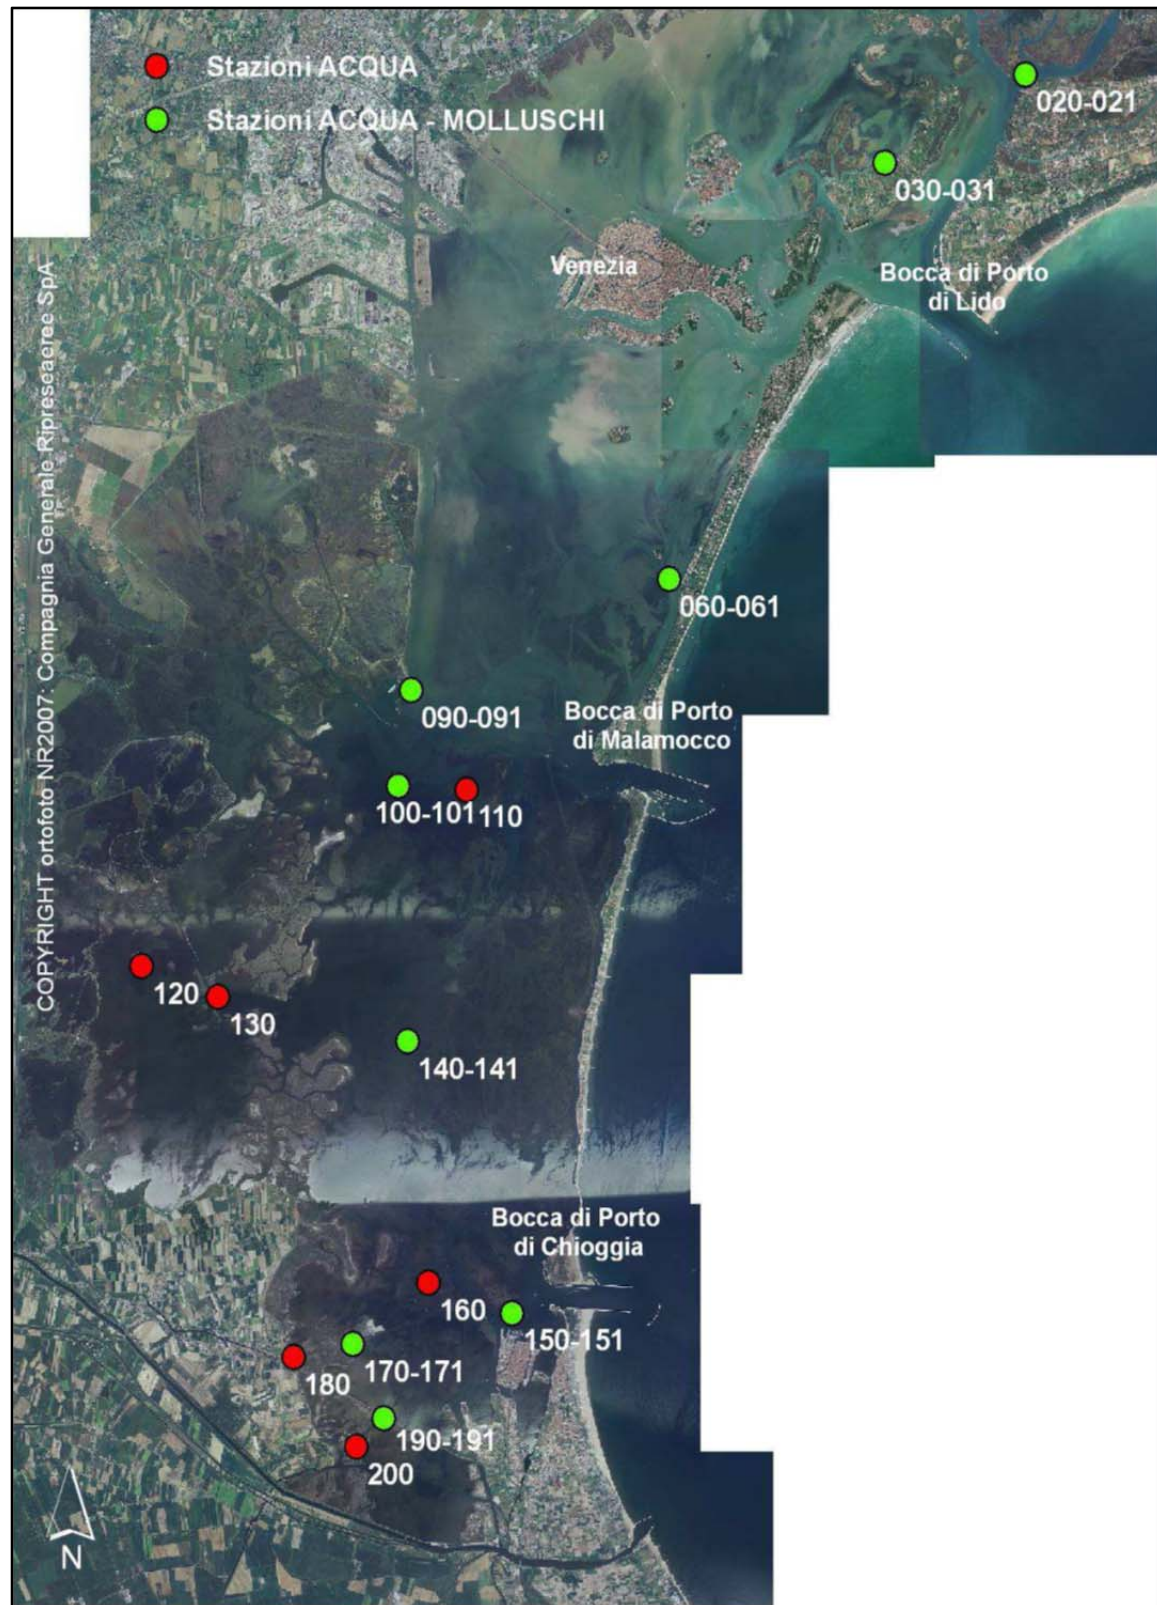 Stazioni ACQUA
Stazioni ACQUA - MOLLUSCHI
020-021
030-031
Venezia
Bocca di Porto
di Lido
COPYRIGHT ortofoto NR2007: Compagnia Generale Ripreseaeree SpA
060-061
090-091
Bocca di Porto
di Malamocco
100-101
110
120
130
140-141
Bocca di Porto
di Chioggia
160
150-151
170-171
180
190-191
200
N